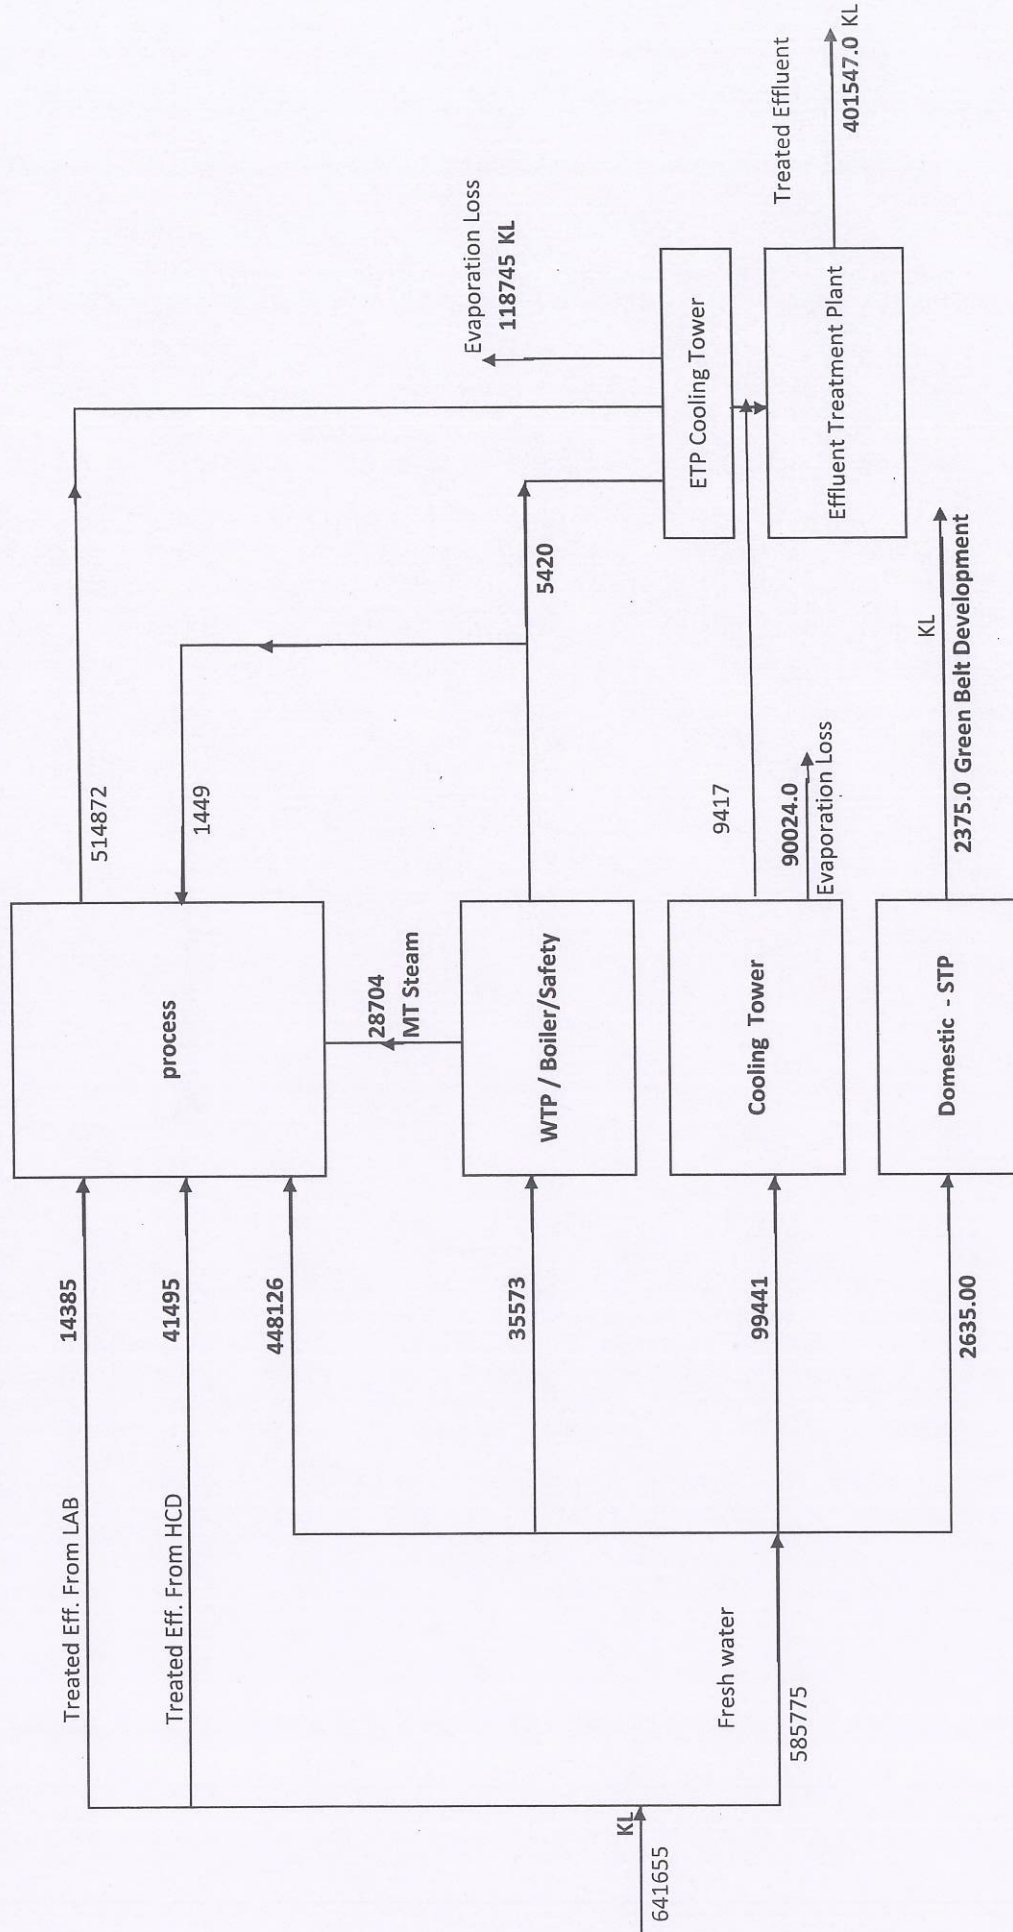 641655
KL
Treated Eff. From LAB
14385
Treated Eff. From HCD
41495
448126
Fresh water
585775
35573
99441
2635.00
process
28704
MT Steam
WTP / Boiler/Safety
Cooling Tower
Domestic - STP
514872
1449
5420
9417
90024.0
Evaporation Loss
KL
2375.0 Green Belt Development
Evaporation Loss
118745 KL
ETP Cooling Tower
Effluent Treatment Plant
Treated Effluent
401547.0 KL